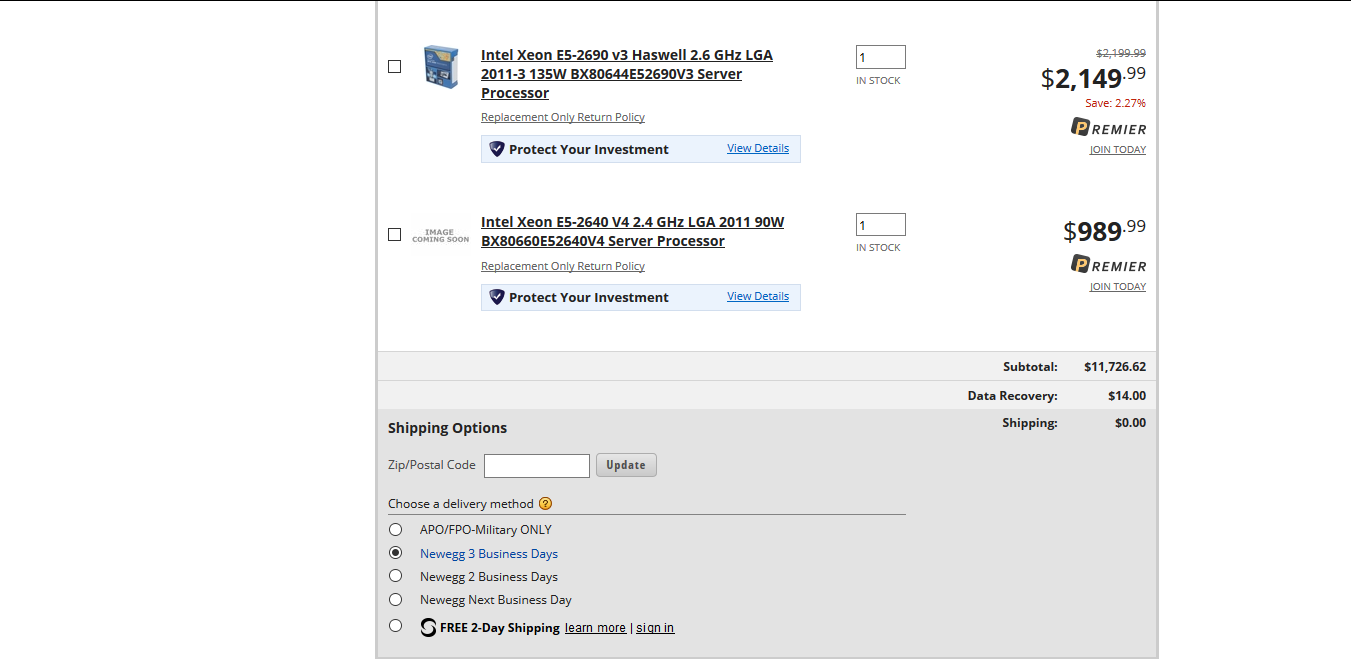 Intel Xeon E5-2690 v3 Haswell 2.6 GHz LGA
2011-3 135W BX80644E52690V3 Server
Processor
Replacement Only Return Policy
Protect Your Investment View Details
1
IN STOCK
$2,199.99
$2,149.99
Save: 2.27%
PREMIER
JOIN TODAY
IMAGE
COMING SOON
Intel Xeon E5-2640 V4 2.4 GHz LGA 2011 90W
BX80660E52640V4 Server Processor
Replacement Only Return Policy
Protect Your Investment View Details
1
IN STOCK
$989.99
PREMIER
JOIN TODAY
Subtotal: $11,726.62
Data Recovery: $14.00
Shipping Options
Shipping: $0.00
Zip/Postal Code Update
Choose a delivery method ?
APO/FPO-Military ONLY
Newegg 3 Business Days
Newegg 2 Business Days
Newegg Next Business Day
FREE 2-Day Shipping learn more | sign in